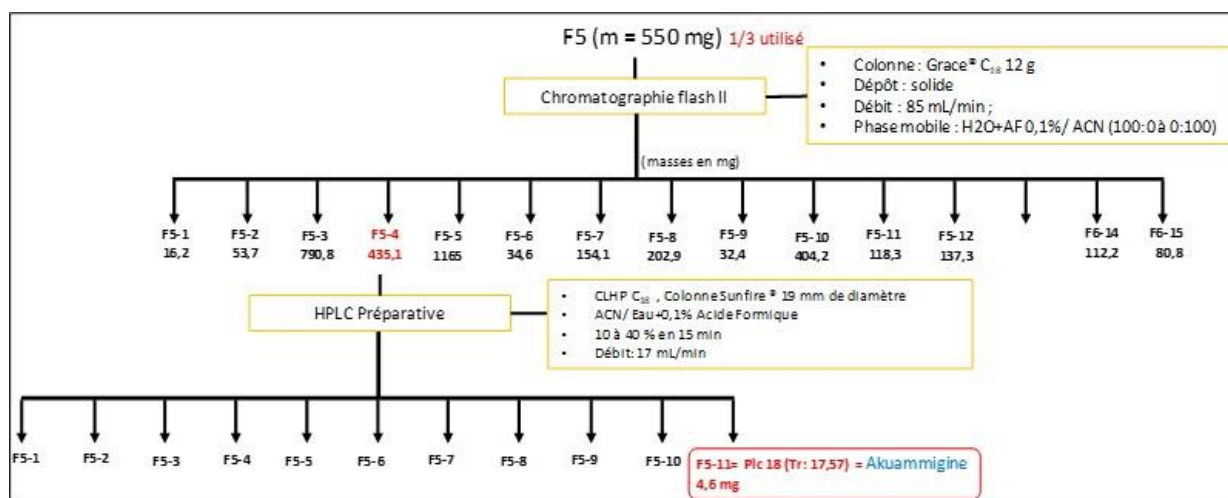 F5 (m = 550 mg) 1/3 utilisé
Chromatographie flash II
• Colonne : Grace® C18 12 g
• Dépôt : solide
• Débit : 85 mL/min ;
• Phase mobile : H2O+AF 0,1%/ ACN (100:0 à 0:100)
(masses en mg)
F5-1 F5-2 F5-3 F5-4 F5-5 F5-6 F5-7 F5-8 F5-9 F5-10 F5-11 F5-12 F6-14 F6-15
16,2 53,7 790,8 435,1 1165 34,6 154,1 202,9 32,4 404,2 118,3 137,3 112,2 80,8
HPLC Préparative
• CLHP C18 , Colonne Sunfire ® 19 mm de diamètre
• ACN/ Eau+0,1% Acide Formique
• 10 à 40 % en 15 min
• Débit: 17 mL/min
F5-1 F5-2 F5-3 F5-4 F5-5 F5-6 F5-7 F5-8 F5-9 F5-10 F5-11= Plc 18 (Tr: 17,57) = Akuammigine
4,6 mg